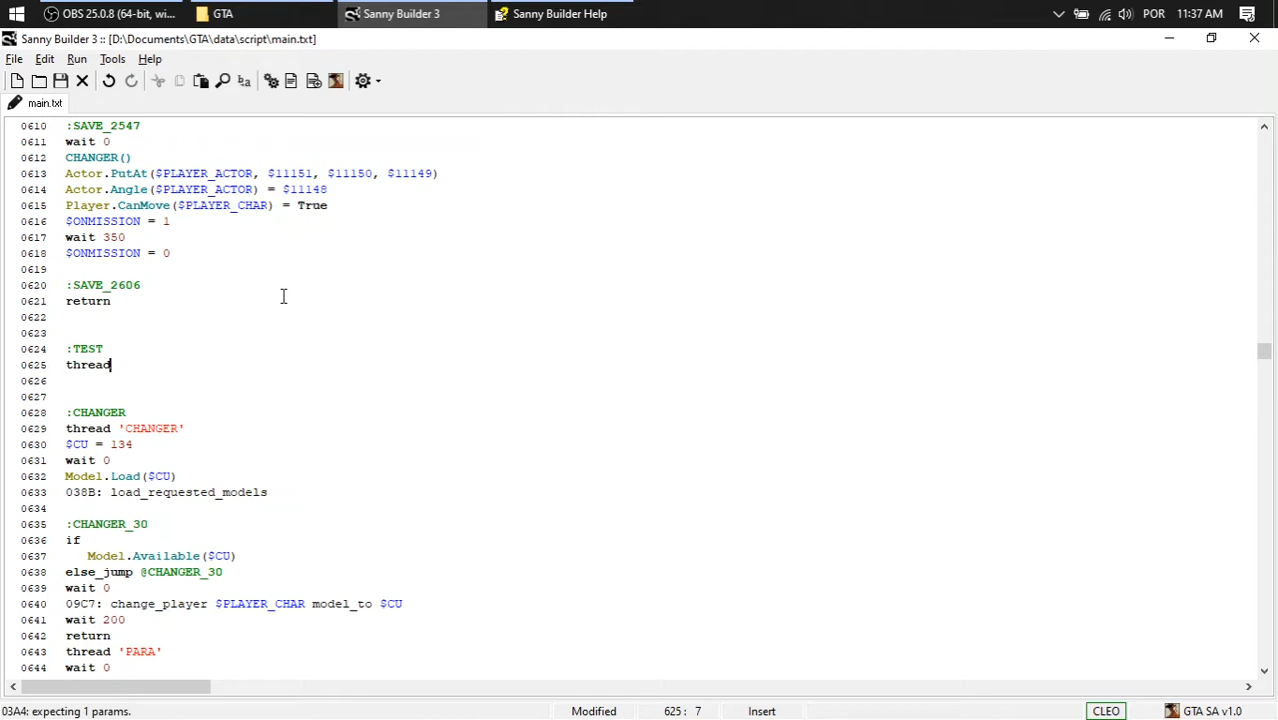 OBS 25.0.8 (64-bit, wi...
GTA
Sanny Builder 3
Sanny Builder Help
POR
11:37 AM
Sanny Builder 3 :: [D:\Documents\GTA\data\script\main.txt]
File Edit Run Tools Help
main.txt
0610 :SAVE_2547
0611 wait 0
0612 CHANGER()
0613 Actor.PutAt($PLAYER_ACTOR, $11151, $11150, $11149)
0614 Actor.Angle($PLAYER_ACTOR) = $11148
0615 Player.CanMove($PLAYER_CHAR) = True
0616 $ONMISSION = 1
0617 wait 350
0618 $ONMISSION = 0
0619
0620 :SAVE_2606
0621 return
0622
0623
0624 :TEST
0625 thread
0626
0627
0628 :CHANGER
0629 thread 'CHANGER'
0630 $CU = 134
0631 wait 0
0632 Model.Load($CU)
0633 038B: load_requested_models
0634
0635 :CHANGER_30
0636 if
0637 Model.Available($CU)
0638 else_jump @CHANGER_30
0639 wait 0
0640 09C7: change_player $PLAYER_CHAR model_to $CU
0641 wait 200
0642 return
0643 thread 'PARA'
0644 wait 0
03A4: expecting 1 params.
Modified
625: 7
Insert
CLEO
GTA SA v1.0